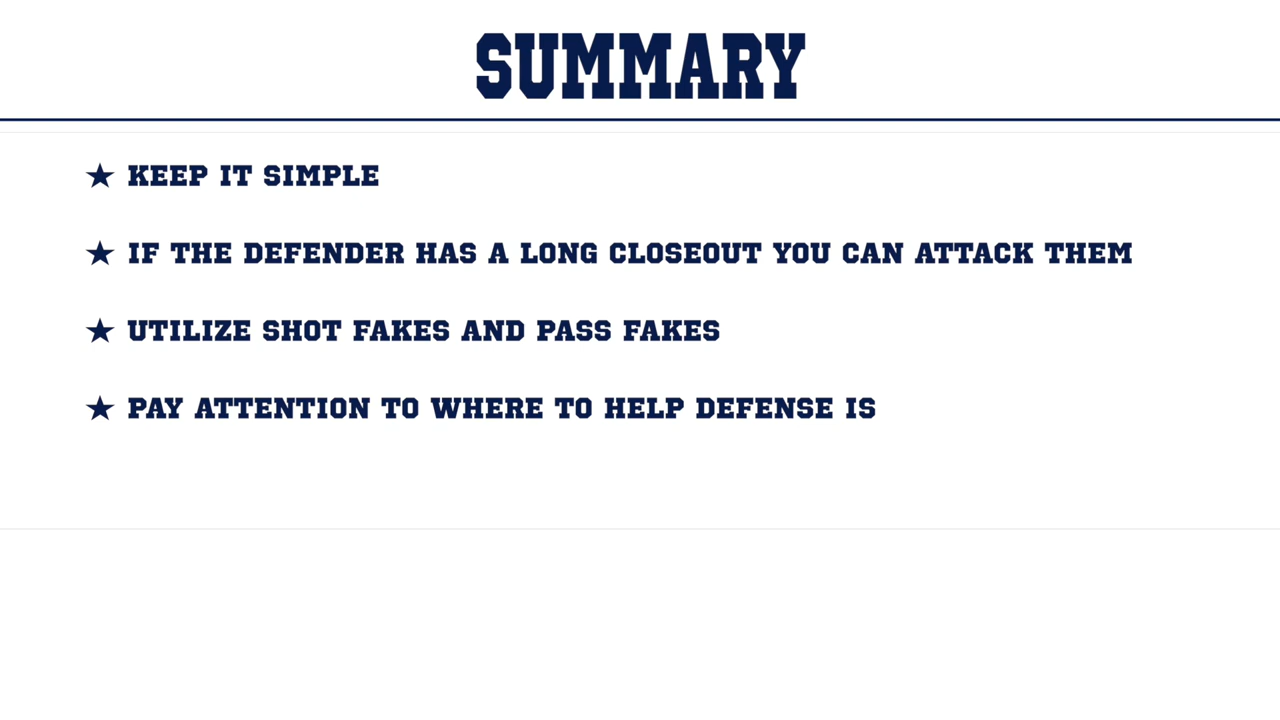 SUMMARY
★ KEEP IT SIMPLE
★ IF THE DEFENDER HAS A LONG CLOSEOUT YOU CAN ATTACK THEM
★ UTILIZE SHOT FAKES AND PASS FAKES
★ PAY ATTENTION TO WHERE TO HELP DEFENSE IS